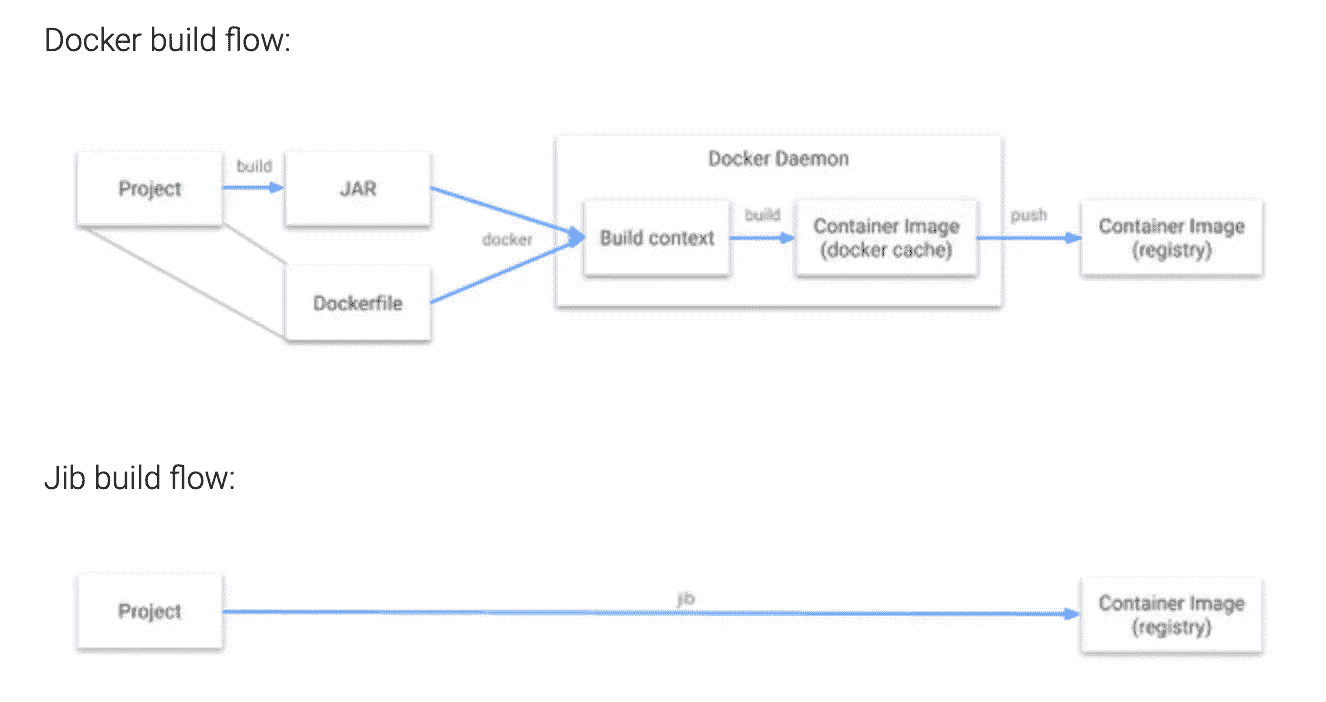 Docker build flow:
Docker Daemon
Project
build
JAR
docker
Dockerfile
Build context
build
Container Image
(docker cache)
push
Container Image
(registry)
Jib build flow:
Project
jib
Container Image
(registry)